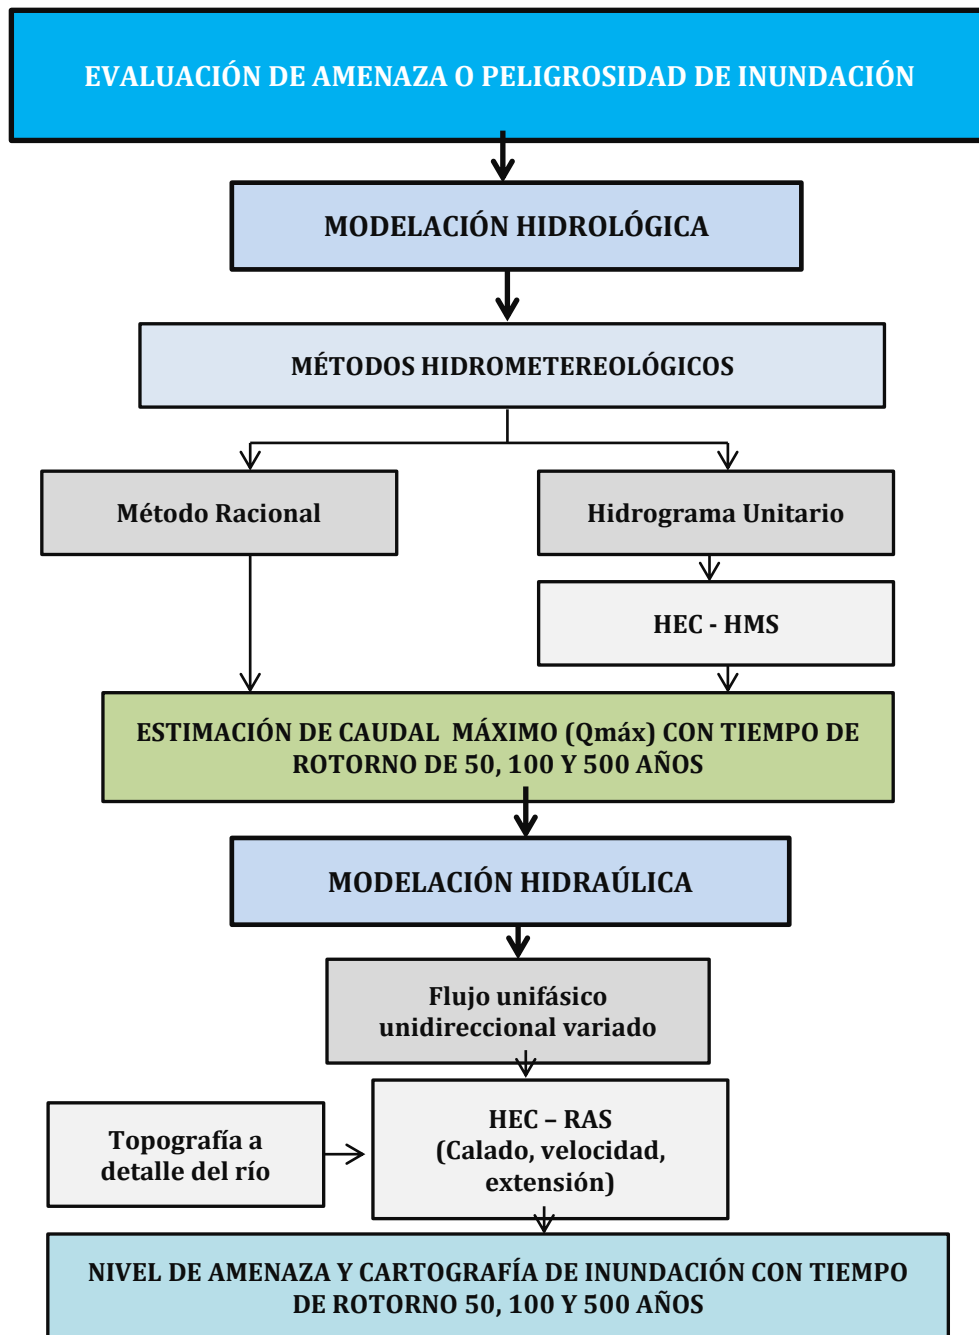 EVALUACIÓN DE AMENAZA O PELIGROSIDAD DE INUNDACIÓN
MODELACIÓN HIDROLÓGICA
MÉTODOS HIDROMETEREOLÓGICOS
Método Racional
Hidrograma Unitario
HEC - HMS
ESTIMACIÓN DE CAUDAL MÁXIMO (Qmáx) CON TIEMPO DE
ROTORNO DE 50, 100 Y 500 AÑOS
MODELACIÓN HIDRAÚLICA
Flujo unifásico
unidireccional variado
Topografía a
detalle del río
HEC – RAS
(Calado, velocidad,
extensión)
NIVEL DE AMENAZA Y CARTOGRAFÍA DE INUNDACIÓN CON TIEMPO
DE ROTORNO 50, 100 Y 500 AÑOS